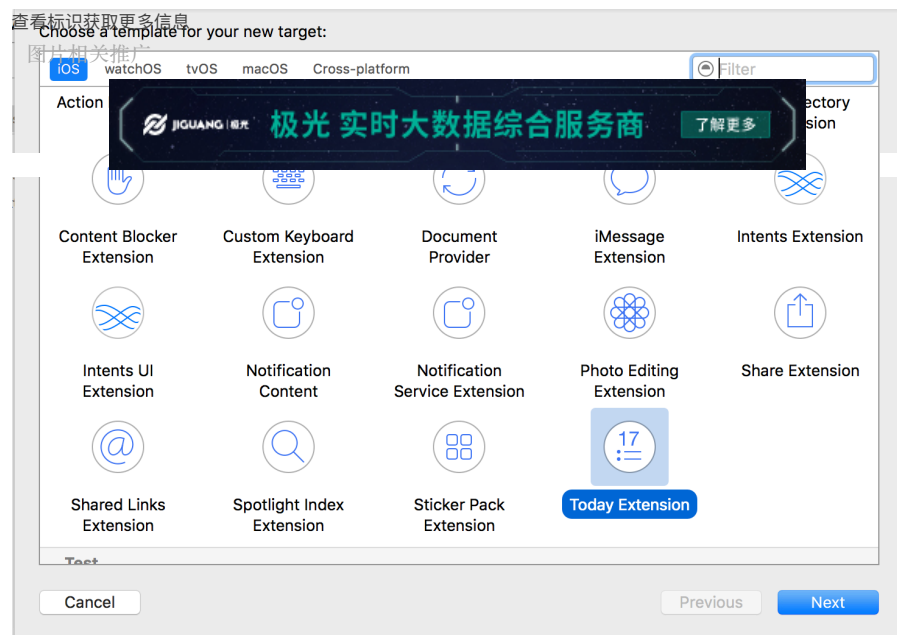 查看标识获取更多信息
Choose a template for your new target:
图片相关推广
iOS watchOS tvOS macOS Cross-platform Filter
Action
JIGUANG | 极光 极光 实时大数据综合服务商 了解更多
ectory
sion
Content Blocker Extension
Custom Keyboard Extension
Document Provider
iMessage Extension
Intents Extension
Intents UI Extension
Notification Content
Notification Service Extension
Photo Editing Extension
Share Extension
17
Shared Links Extension
Spotlight Index Extension
Sticker Pack Extension
Today Extension
Test
Cancel Previous Next